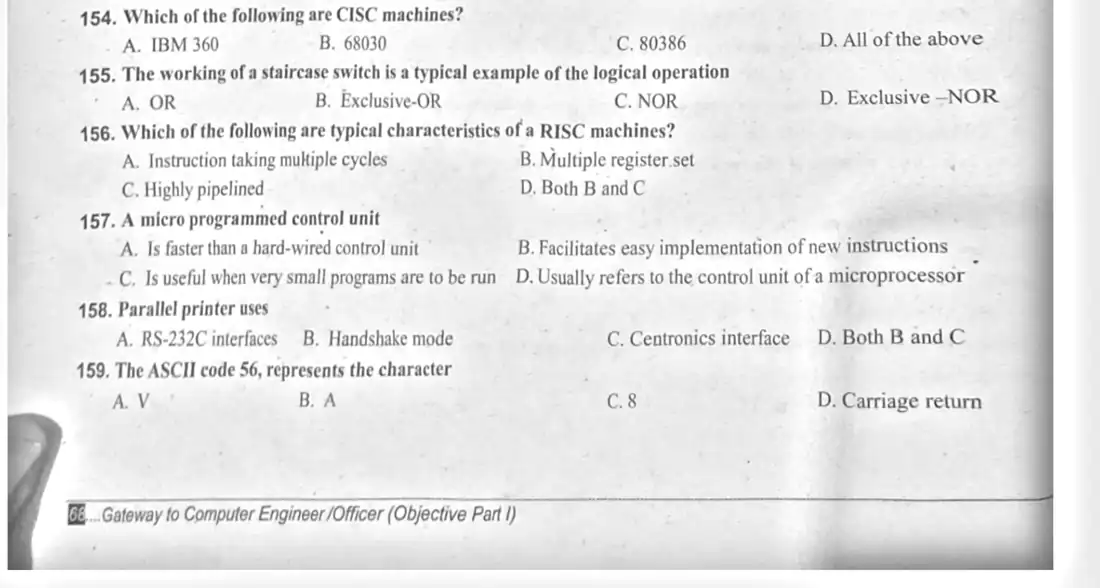 154. Which of the following are CISC machines?
A. IBM 360 B. 68030 C. 80386 D. All of the above
155. The working of a staircase switch is a typical example of the logical operation
A. OR B. Exclusive-OR C. NOR D. Exclusive –NOR
156. Which of the following are typical characteristics of a RISC machines?
A. Instruction taking multiple cycles B. Multiple register set
C. Highly pipelined D. Both B and C
157. A micro programmed control unit
A. Is faster than a hard-wired control unit B. Facilitates easy implementation of new instructions
C. Is useful when very small programs are to be run D. Usually refers to the control unit of a microprocessor
158. Parallel printer uses
A. RS-232C interfaces B. Handshake mode C. Centronics interface D. Both B and C
159. The ASCII code 56, represents the character
A. V B. A C. 8 D. Carriage return
68....Gateway to Computer Engineer/Officer (Objective Part I)